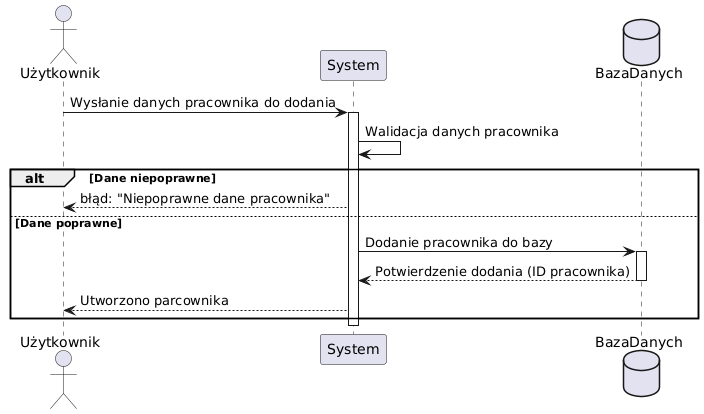 Użytkownik
System
BazaDanych
Wysłanie danych pracownika do dodania
Walidacja danych pracownika
alt [Dane niepoprawne]
błąd: "Niepoprawne dane pracownika"
[Dane poprawne]
Dodanie pracownika do bazy
Potwierdzenie dodania (ID pracownika)
Utworzono parcownika
Użytkownik
System
BazaDanych